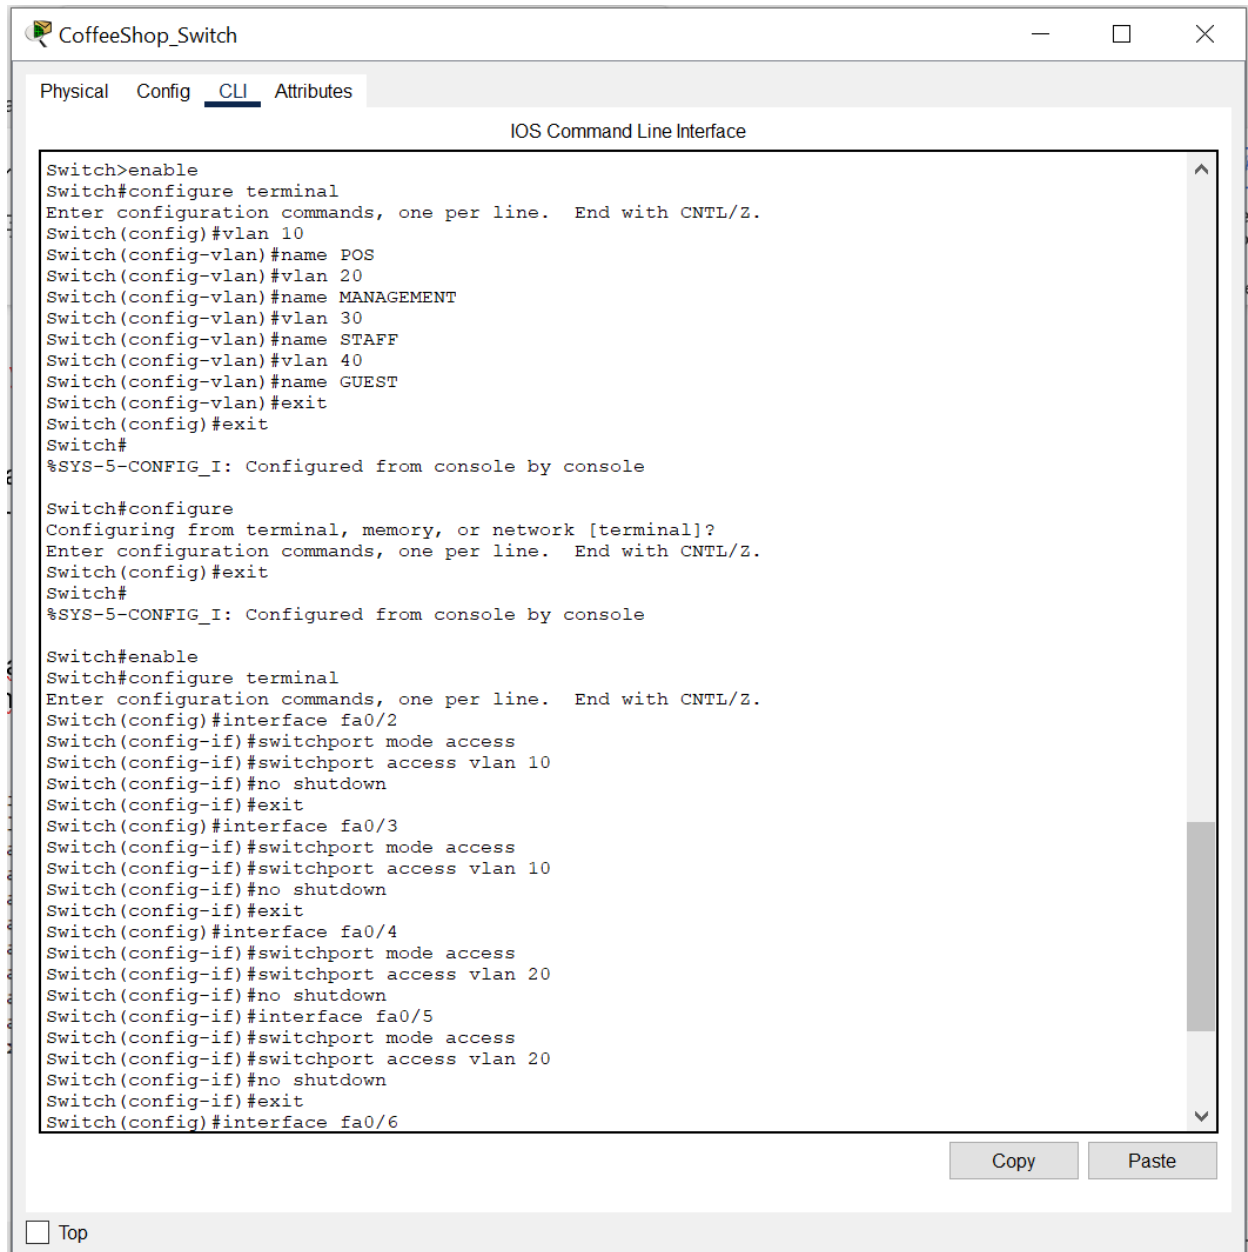 CoffeeShop_Switch
Physical Config CLI Attributes
IOS Command Line Interface
Switch>enable
Switch#configure terminal
Enter configuration commands, one per line.  End with CNTL/Z.
Switch(config)#vlan 10
Switch(config-vlan)#name POS
Switch(config-vlan)#vlan 20
Switch(config-vlan)#name MANAGEMENT
Switch(config-vlan)#vlan 30
Switch(config-vlan)#name STAFF
Switch(config-vlan)#vlan 40
Switch(config-vlan)#name GUEST
Switch(config-vlan)#exit
Switch(config)#exit
Switch#
%SYS-5-CONFIG_I: Configured from console by console
Switch#configure
Configuring from terminal, memory, or network [terminal]?
Enter configuration commands, one per line.  End with CNTL/Z.
Switch(config)#exit
Switch#
%SYS-5-CONFIG_I: Configured from console by console
Switch#enable
Switch#configure terminal
Enter configuration commands, one per line.  End with CNTL/Z.
Switch(config)#interface fa0/2
Switch(config-if)#switchport mode access
Switch(config-if)#switchport access vlan 10
Switch(config-if)#no shutdown
Switch(config-if)#exit
Switch(config)#interface fa0/3
Switch(config-if)#switchport mode access
Switch(config-if)#switchport access vlan 10
Switch(config-if)#no shutdown
Switch(config-if)#exit
Switch(config)#interface fa0/4
Switch(config-if)#switchport mode access
Switch(config-if)#switchport access vlan 20
Switch(config-if)#no shutdown
Switch(config-if)#interface fa0/5
Switch(config-if)#switchport mode access
Switch(config-if)#switchport access vlan 20
Switch(config-if)#no shutdown
Switch(config-if)#exit
Switch(config)#interface fa0/6
Copy Paste
Top